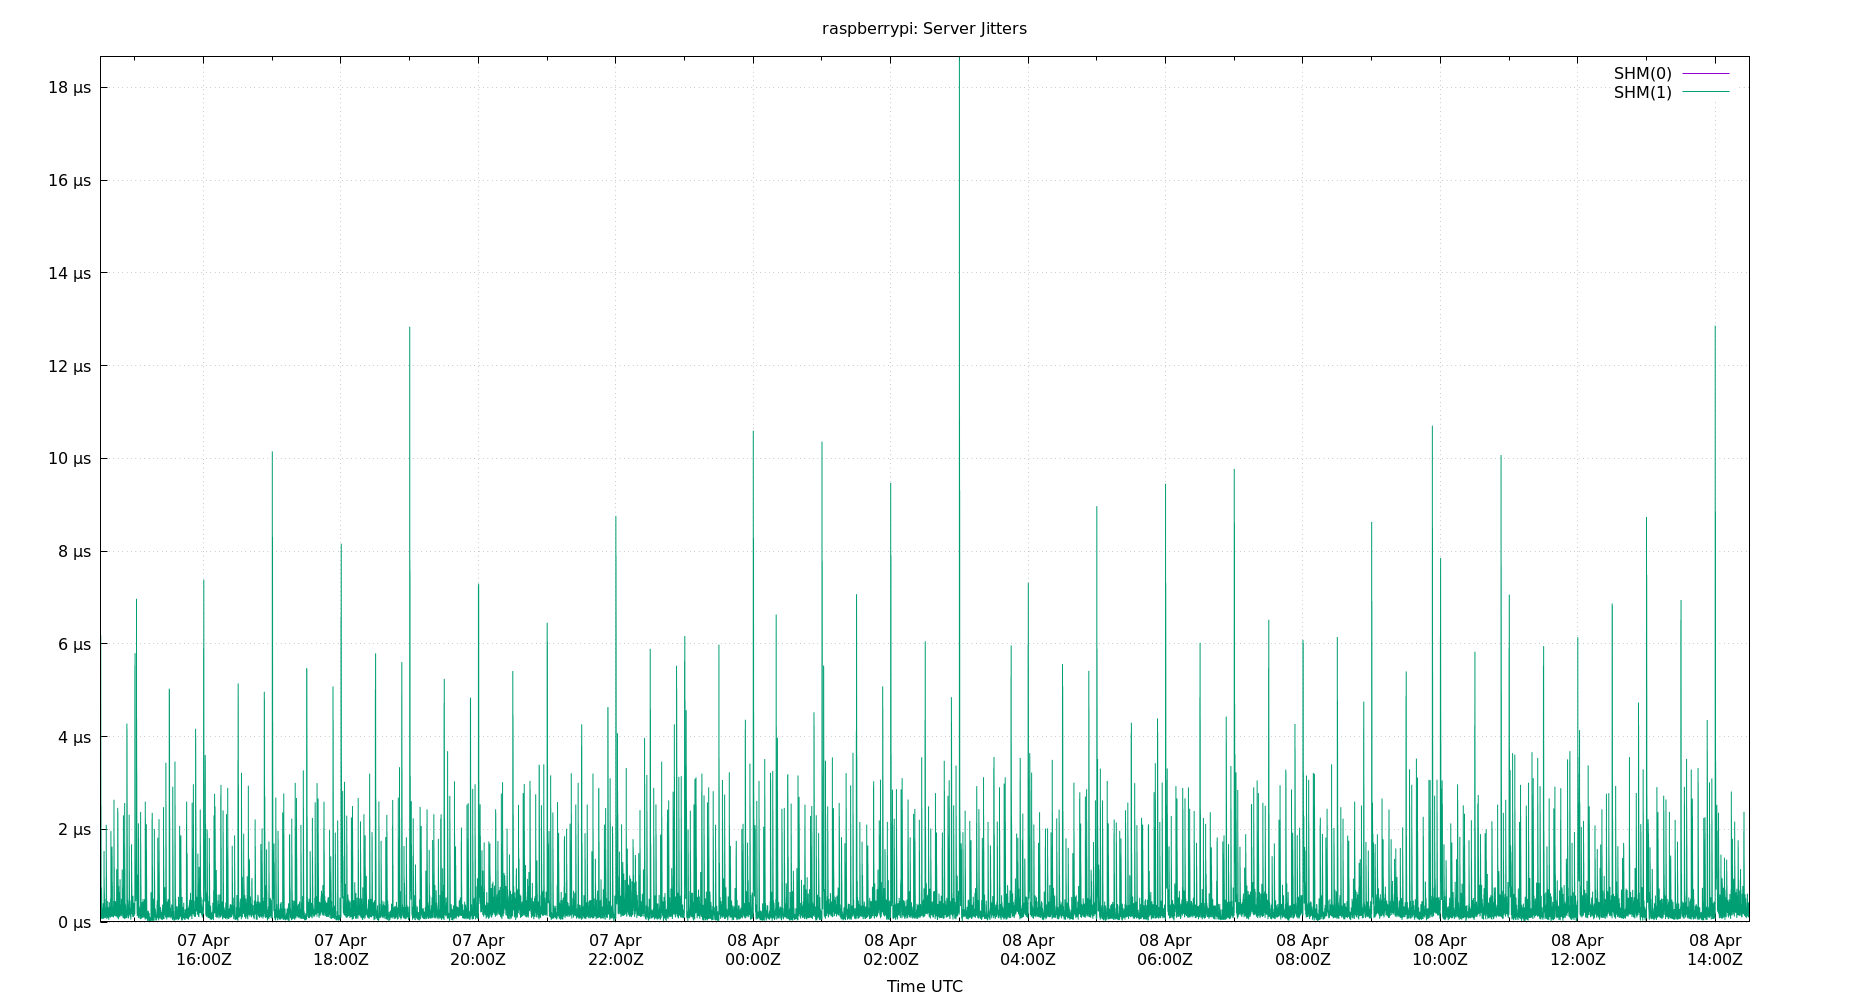 raspberrypi: Server Jitters
SHM(0)
SHM(1)
18 µs
16 µs
14 µs
12 µs
10 µs
8 µs
6 µs
4 µs
2 µs
0 µs
07 Apr 07 Apr 07 Apr 07 Apr 08 Apr 08 Apr 08 Apr 08 Apr 08 Apr 08 Apr 08 Apr 08 Apr
16:00Z 18:00Z 20:00Z 22:00Z 00:00Z 02:00Z 04:00Z 06:00Z 08:00Z 10:00Z 12:00Z 14:00Z
Time UTC